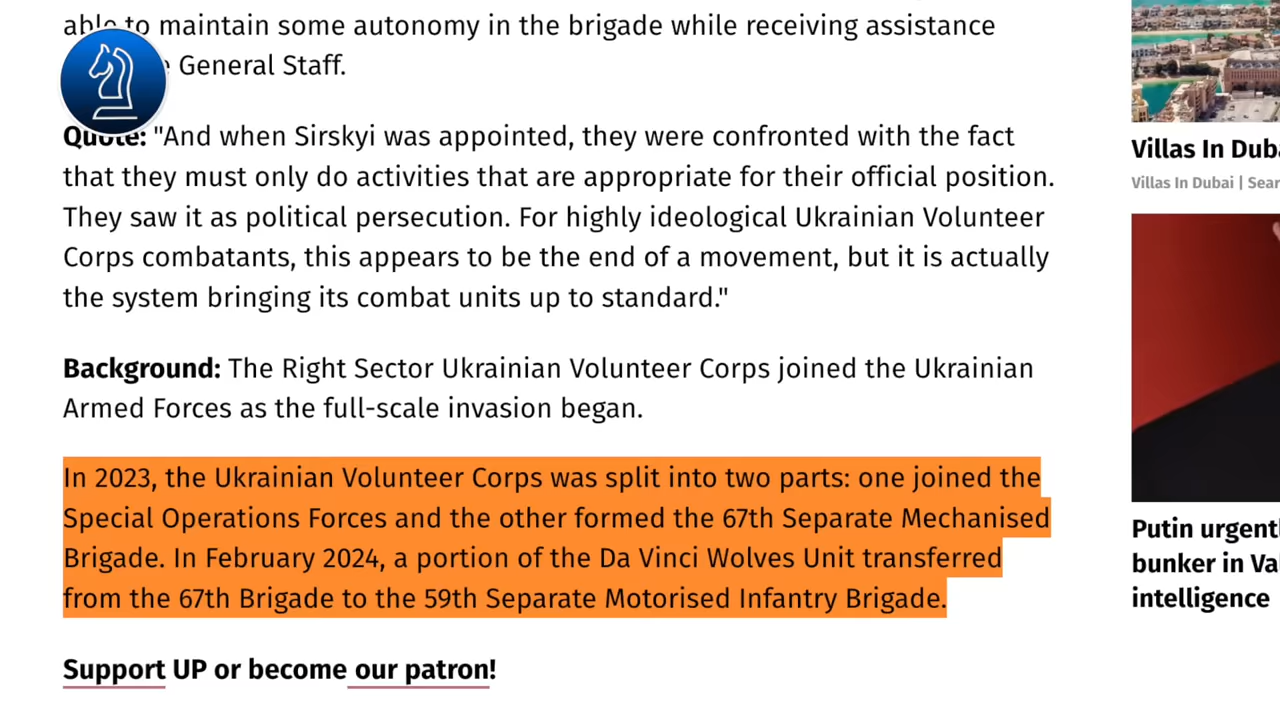 able to maintain some autonomy in the brigade while receiving assistance
General Staff.
Quote: "And when Sirskyi was appointed, they were confronted with the fact
that they must only do activities that are appropriate for their official position.
They saw it as political persecution. For highly ideological Ukrainian Volunteer
Corps combatants, this appears to be the end of a movement, but it is actually
the system bringing its combat units up to standard."
Background: The Right Sector Ukrainian Volunteer Corps joined the Ukrainian
Armed Forces as the full-scale invasion began.
In 2023, the Ukrainian Volunteer Corps was split into two parts: one joined the
Special Operations Forces and the other formed the 67th Separate Mechanised
Brigade. In February 2024, a portion of the Da Vinci Wolves Unit transferred
from the 67th Brigade to the 59th Separate Motorised Infantry Brigade.
Support UP or become our patron!
Villas In Duba
Villas In Dubai | Sear
Putin urgentl
bunker in Va
intelligence